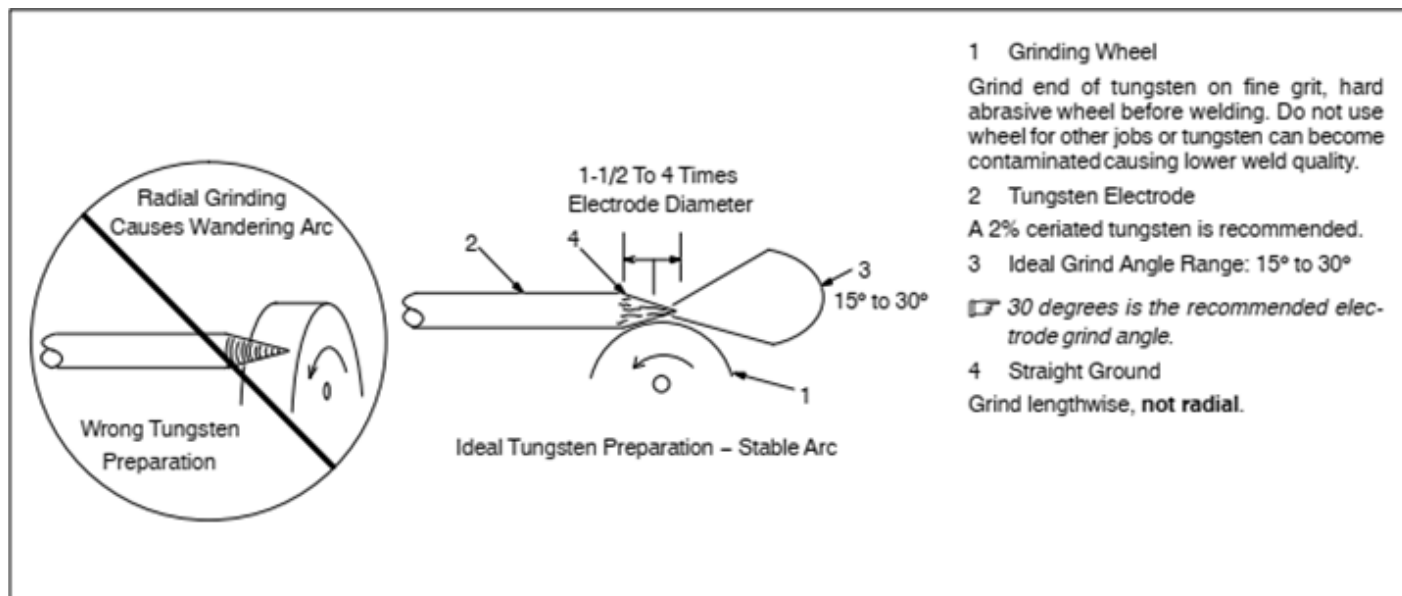 Radial Grinding
Causes Wandering Arc
Wrong Tungsten
Preparation
1-1/2 To 4 Times
Electrode Diameter
2
4
3
15° to 30°
1
Ideal Tungsten Preparation – Stable Arc
1 Grinding Wheel
Grind end of tungsten on fine grit, hard
abrasive wheel before welding. Do not use
wheel for other jobs or tungsten can become
contaminated causing lower weld quality.
2 Tungsten Electrode
A 2% ceriated tungsten is recommended.
3 Ideal Grind Angle Range: 15° to 30°
☞ 30 degrees is the recommended elec-
trode grind angle.
4 Straight Ground
Grind lengthwise, not radial.